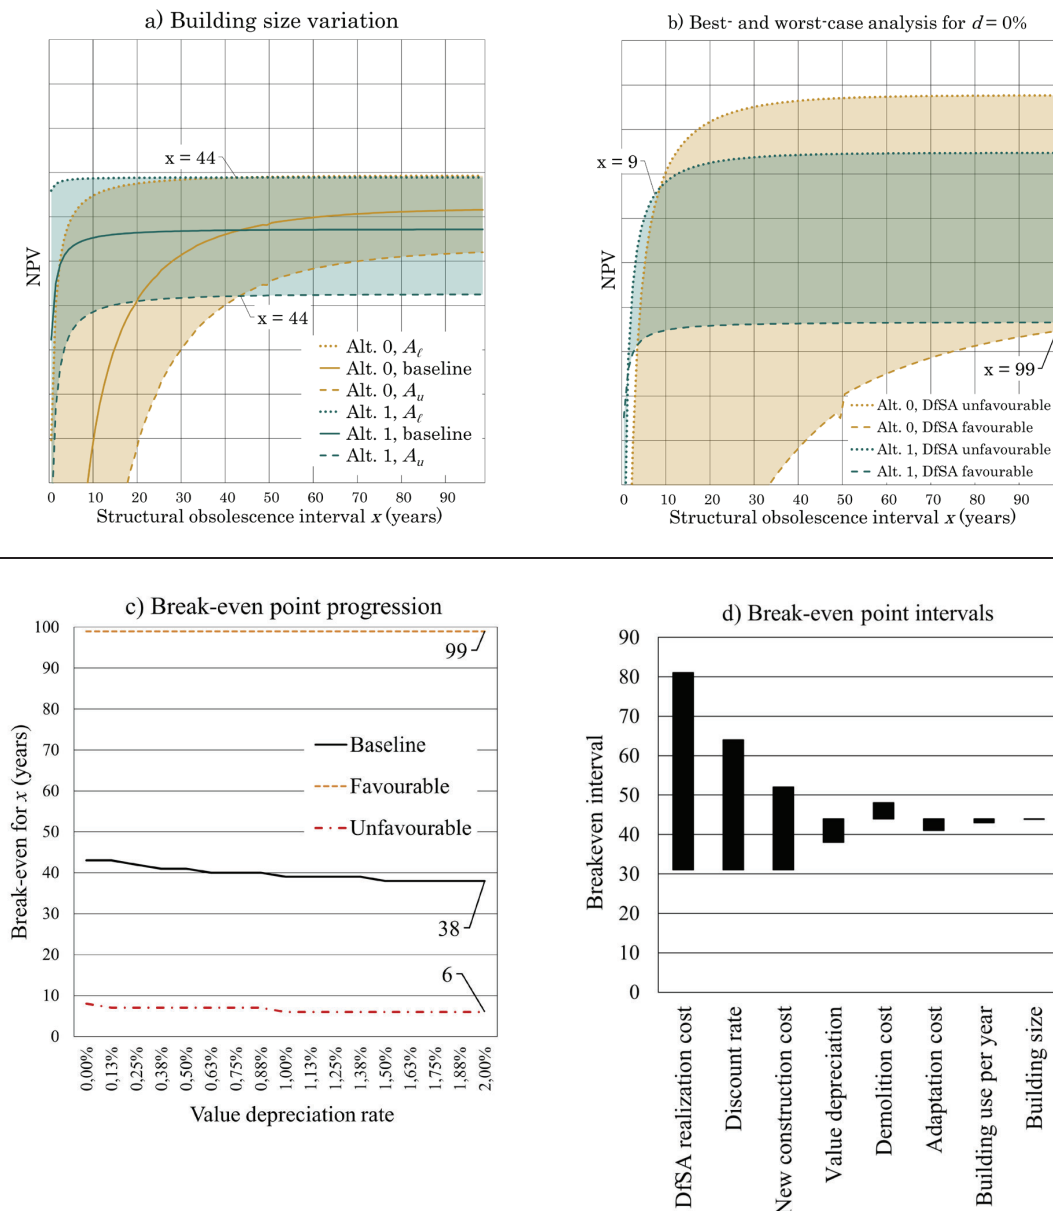 a) Building size variation
NPV
x = 44
x = 44
Alt. 0, Aℓ
Alt. 0, baseline
Alt. 0, Au
Alt. 1, Aℓ
Alt. 1, baseline
Alt. 1, Au
0 10 20 30 40 50 60 70 80 90
Structural obsolescence interval x (years)
b) Best- and worst-case analysis for d = 0%
NPV
x = 9
x = 99
Alt. 0, DfSA unfavourable
Alt. 0, DfSA favourable
Alt. 1, DfSA unfavourable
Alt. 1, DfSA favourable
0 10 20 30 40 50 60 70 80 90
Structural obsolescence interval x (years)
c) Break-even point progression
Break-even for x (years)
100
90
80
70
60
50
40
30
20
10
0
99
Baseline
Favourable
Unfavourable
38
6
0,00% 0,13% 0,25% 0,38% 0,50% 0,63% 0,75% 0,88% 1,00% 1,13% 1,25% 1,38% 1,50% 1,63% 1,75% 1,88% 2,00%
Value depreciation rate
d) Break-even point intervals
Breakeven interval
90
80
70
60
50
40
30
20
10
0
DfSA realization cost
Discount rate
New construction cost
Value depreciation
Demolition cost
Adaptation cost
Building use per year
Building size